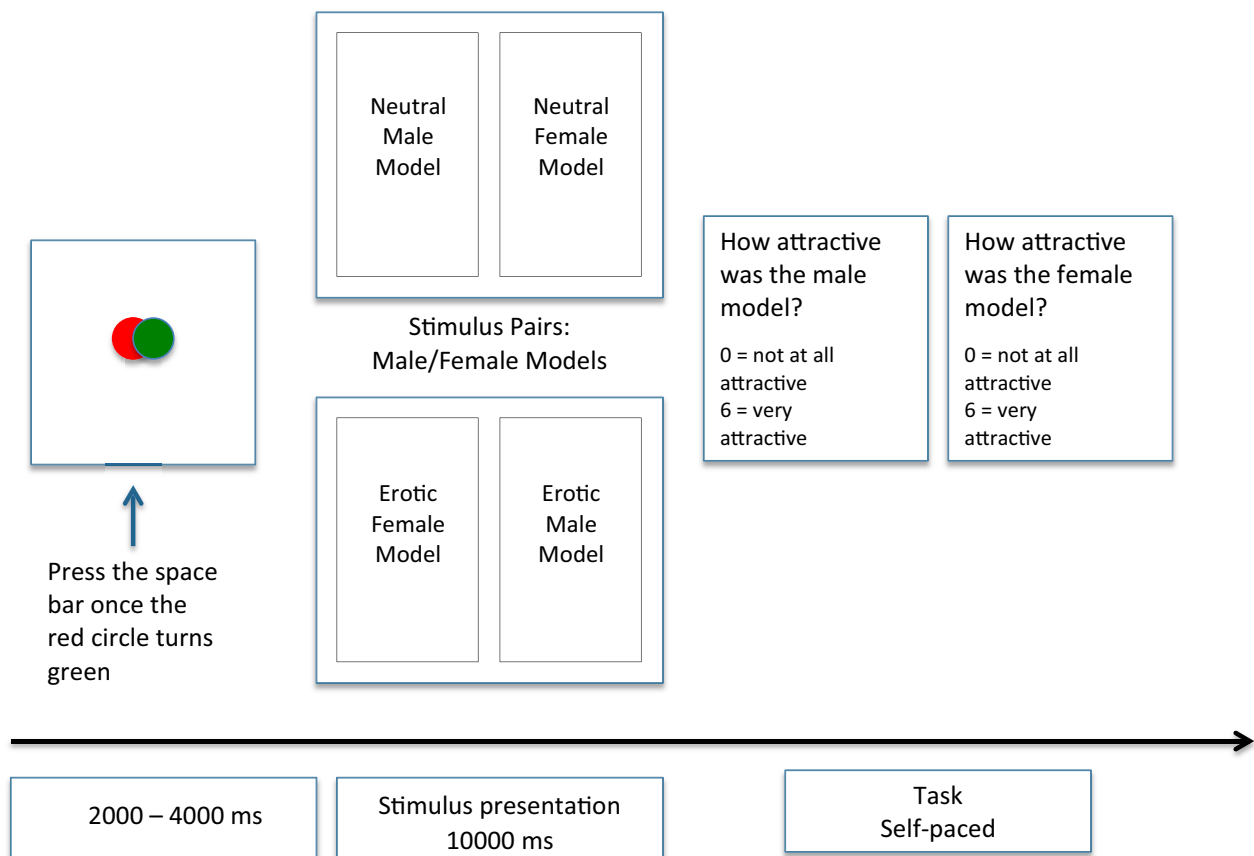 Neutral
Male
Model
Neutral
Female
Model
Stimulus Pairs:
Male/Female Models
Erotic
Female
Model
Erotic
Male
Model
Press the space
bar once the
red circle turns
green
How attractive
was the male
model?
0 = not at all
attractive
6 = very
attractive
How attractive
was the female
model?
0 = not at all
attractive
6 = very
attractive
2000 – 4000 ms
Stimulus presentation
10000 ms
Task
Self-paced